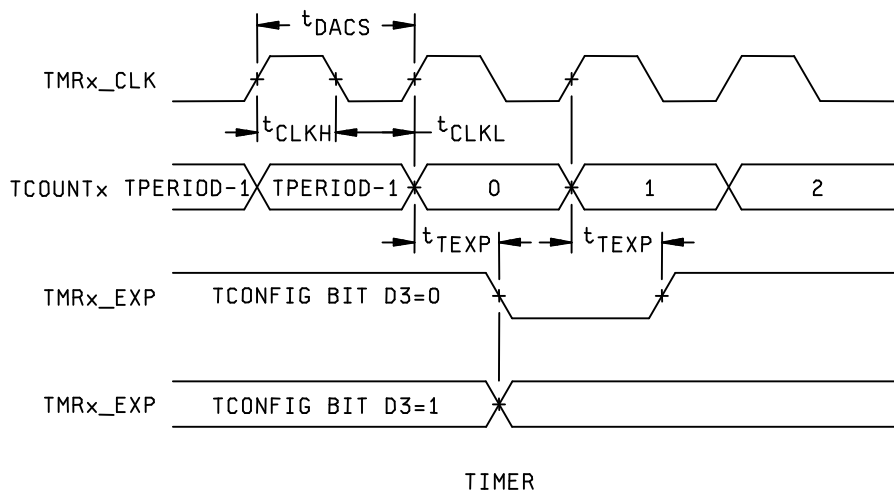 tDACS
TMRx_CLK
tCLKH tCLKL
TCOUNTx TPERIOD-1 TPERIOD-1 0 1 2
tTEXP tTEXP
TMRx_EXP TCONFIG BIT D3=0
TMRx_EXP TCONFIG BIT D3=1
TIMER